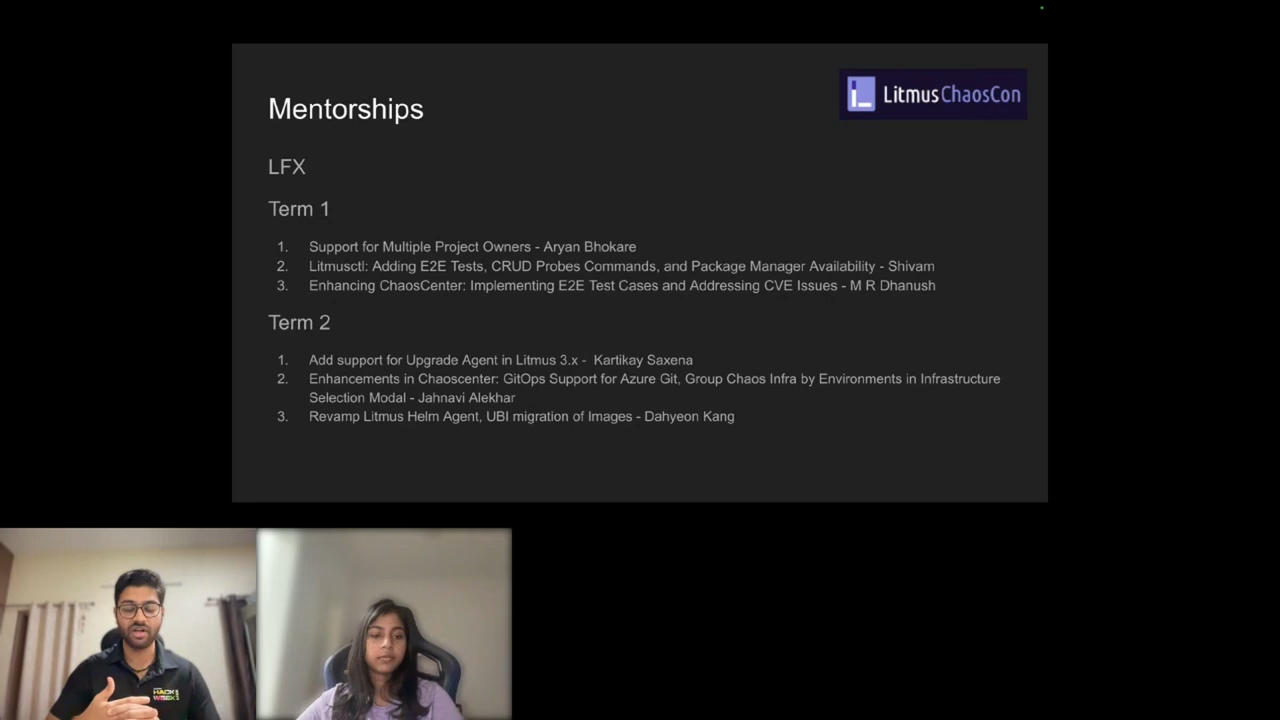 Litmus ChaosCon
Mentorships
LFX
Term 1
1. Support for Multiple Project Owners - Aryan Bhokare
2. Litmusctl: Adding E2E Tests, CRUD Probes Commands, and Package Manager Availability - Shivam
3. Enhancing ChaosCenter: Implementing E2E Test Cases and Addressing CVE Issues - M R Dhanush
Term 2
1. Add support for Upgrade Agent in Litmus 3.x - Kartikay Saxena
2. Enhancements in Chaoscenter: GitOps Support for Azure Git, Group Chaos Infra by Environments in Infrastructure
Selection Modal - Jahnavi Alekhar
3. Revamp Litmus Helm Agent, UBI migration of Images - Dahyeon Kang
HACK
WEEK